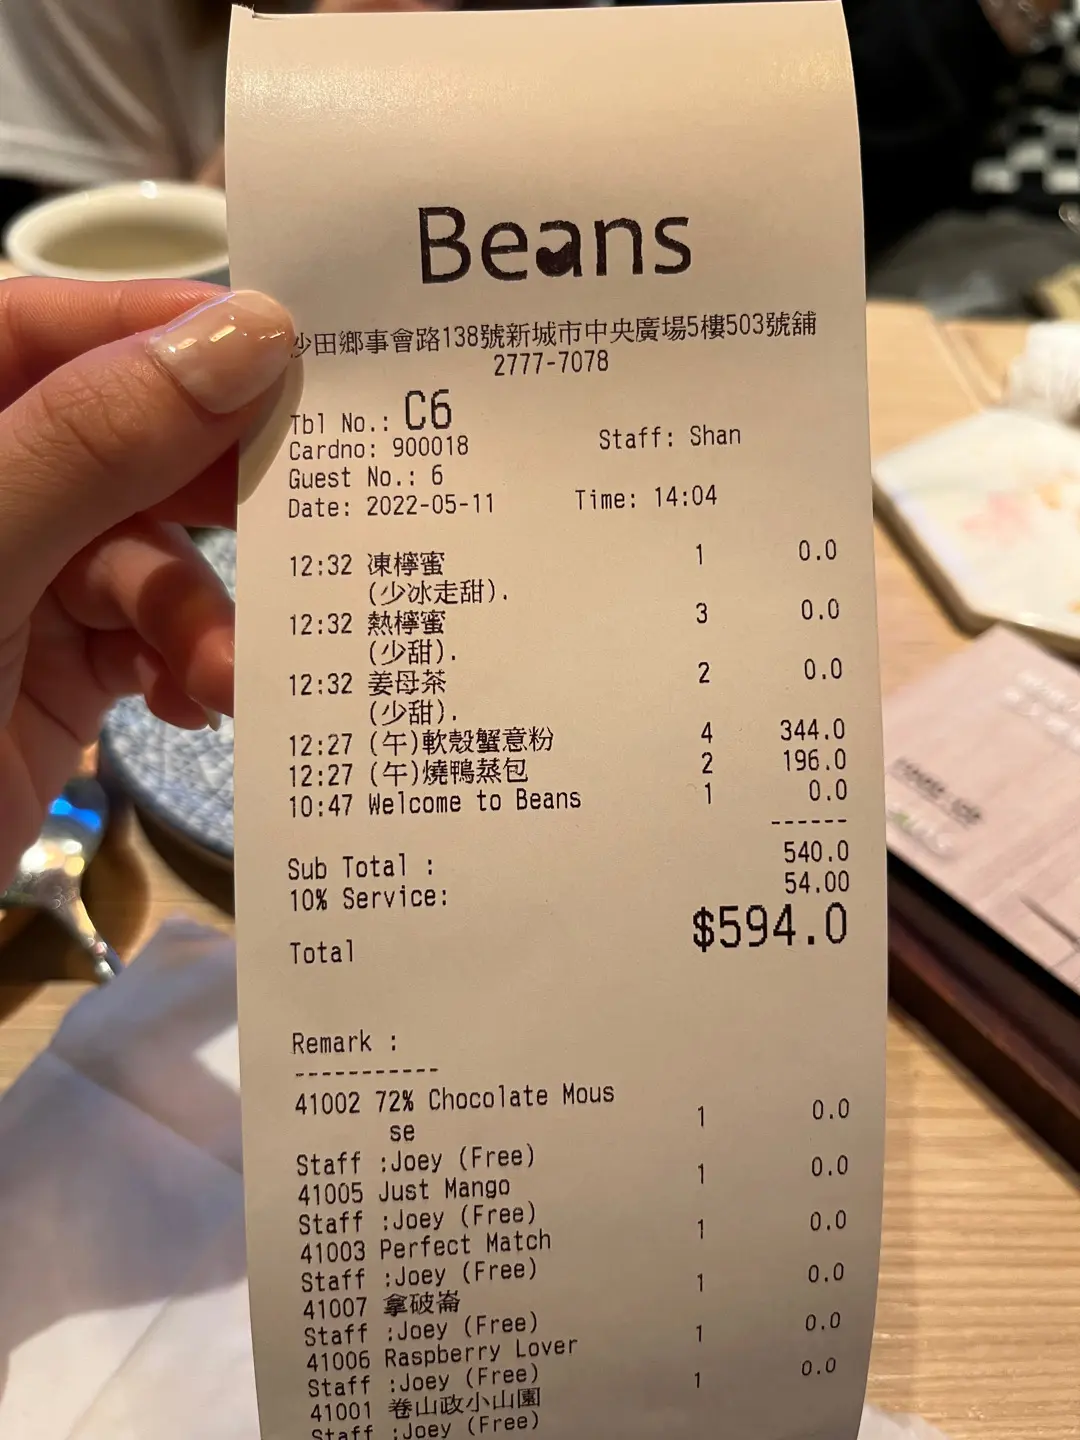 Beans
沙田鄉事會路138號新城市中央廣場5樓503號舖
2777-7078
Tbl No.: C6
Cardno: 900018 Staff: Shan
Guest No.: 6
Date: 2022-05-11 Time: 14:04
12:32 凍檸蜜 1 0.0
(少冰走甜).
12:32 熱檸蜜 3 0.0
(少甜).
12:32 姜母茶 2 0.0
(少甜).
12:27 (午)軟殼蟹意粉 4 344.0
12:27 (午)燒鴨蒸包 2 196.0
10:47 Welcome to Beans 1 0.0
------
Sub Total : 540.0
10% Service: 54.00
Total $594.0
Remark :
-----------
41002 72% Chocolate Mous
se 1 0.0
Staff :Joey (Free)
41005 Just Mango 1 0.0
Staff :Joey (Free)
41003 Perfect Match 1 0.0
Staff :Joey (Free)
41007 拿破崙 1 0.0
Staff :Joey (Free)
41006 Raspberry Lover 1 0.0
Staff :Joey (Free)
41001 卷山政小山園 1 0.0
Staff :Joey (Free)